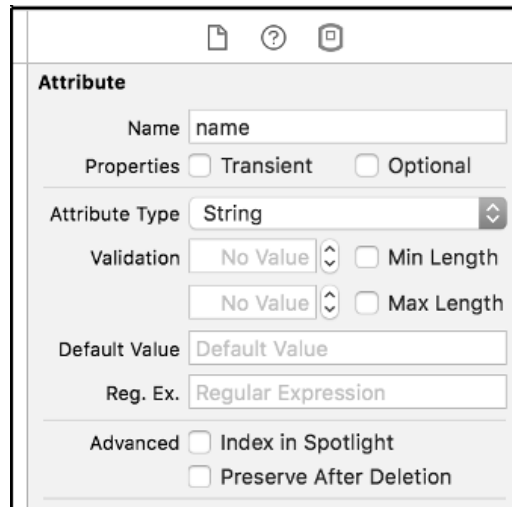 Attribute
Name name
Properties Transient Optional
Attribute Type String
Validation No Value Min Length
No Value Max Length
Default Value Default Value
Reg. Ex. Regular Expression
Advanced Index in Spotlight
Preserve After Deletion